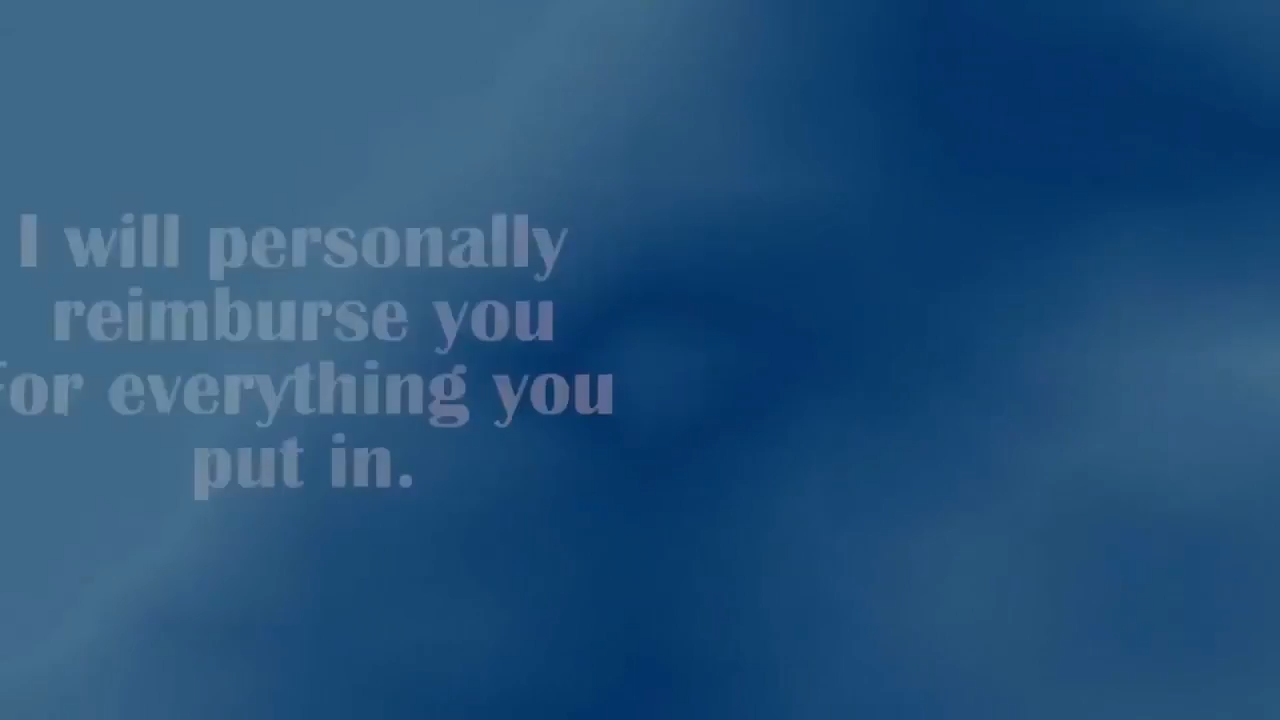 I will personally
reimburse you
for everything you
put in.